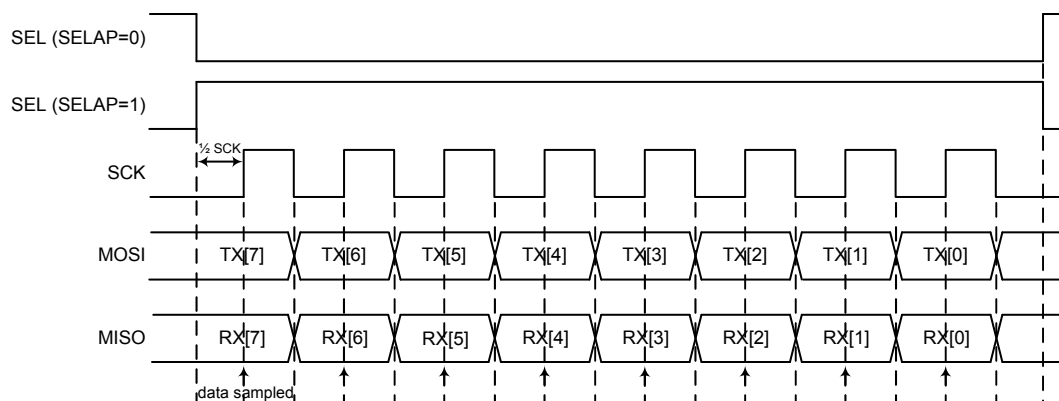 SEL (SELAP=0)
SEL (SELAP=1)
½ SCK
SCK
MOSI TX[7] TX[6] TX[5] TX[4] TX[3] TX[2] TX[1] TX[0]
MISO RX[7] RX[6] RX[5] RX[4] RX[3] RX[2] RX[1] RX[0]
data sampled